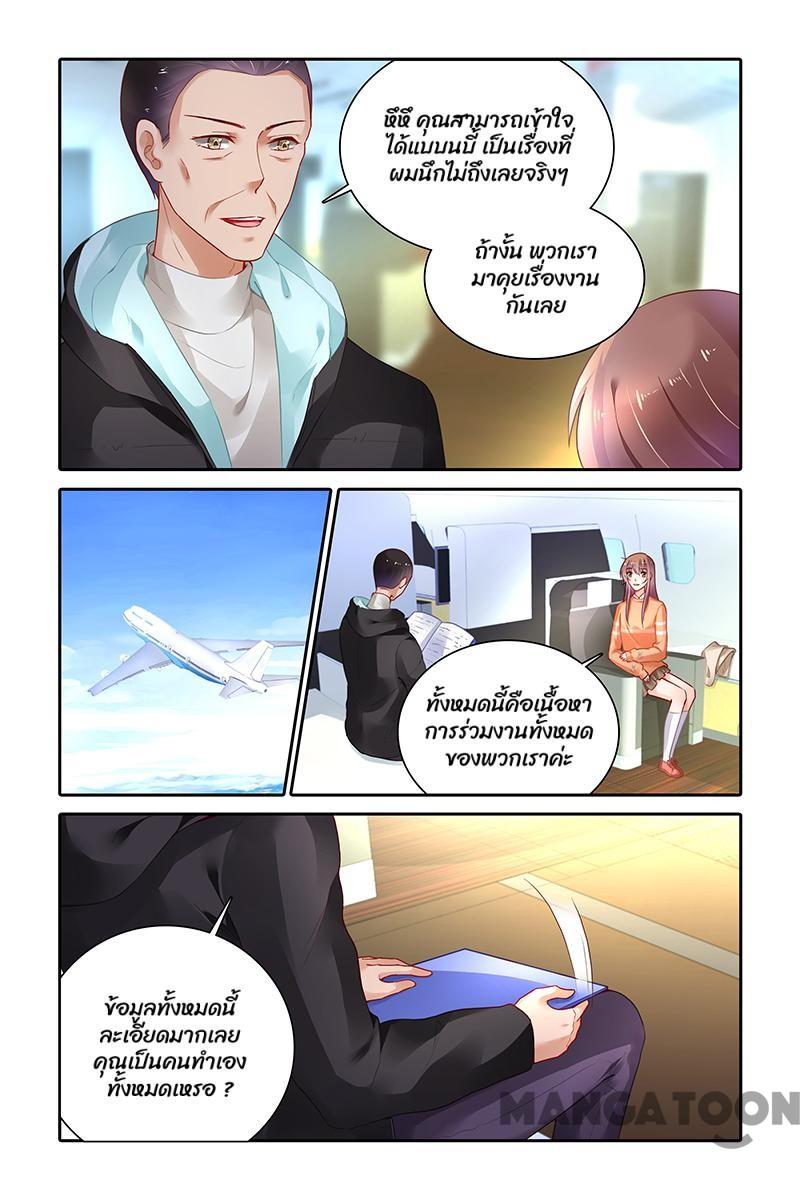 หึหึ คุณสามารถเข้าใจ
ได้แบบนบี้ เป็นเรื่องที่
ผมนึกไม่ถึงเลยจริงๆ
ถ้างั้น พวกเรา
มาคุยเรื่องงาน
กันเลย
ทั้งหมดนี้คือเนื้อหา
การร่วมงานทั้งหมด
ของพวกเราค่ะ
ข้อมูลทั้งหมดนี้
ละเอียดมากเลย
คุณเป็นคนทำเอง
ทั้งหมดเหรอ ?
MANGATOON